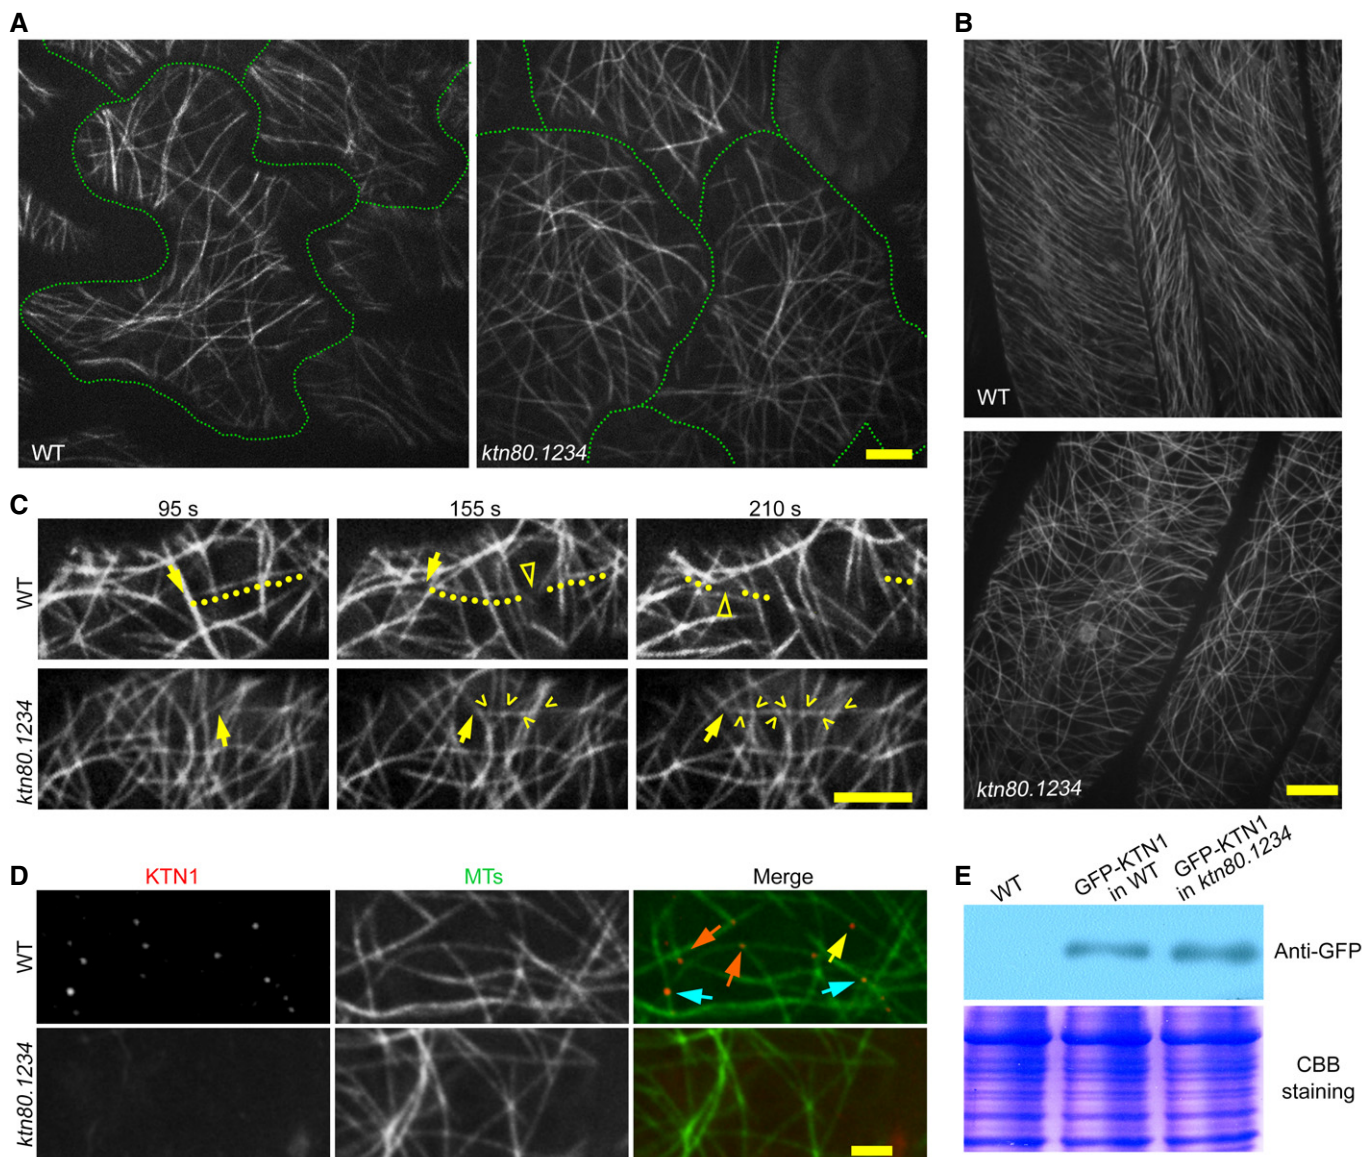 A
WT
ktn80.1234
B
WT
ktn80.1234
C
95 s
155 s
210 s
WT
ktn80.1234
D
KTN1
MTs
Merge
WT
ktn80.1234
E
WT
GFP-KTN1
in WT
GFP-KTN1
in ktn80.1234
Anti-GFP
CBB
staining